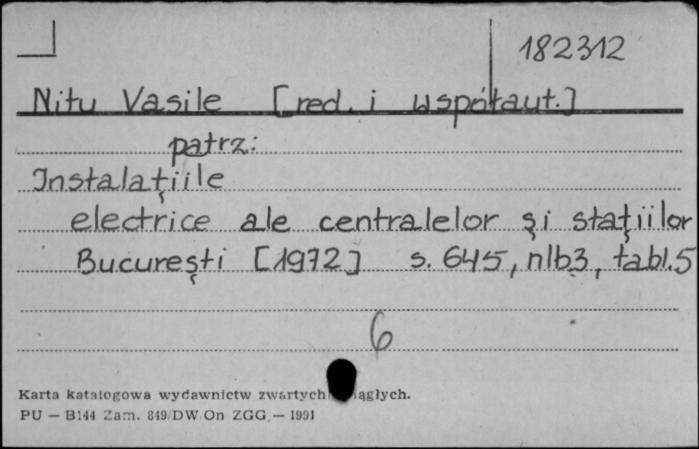 182312
Nitu Vasile [red. i współaut.]
patrz:
Instalaţiile
electrice ale centralelor şi staţiilor
Bucureşti [1972] s. 645, nlb3, tabl.5
6
Karta katalogowa wydawnictw zwartych iągłych.
PU — B144 Zam. 849/DW/On ZGG — 1991